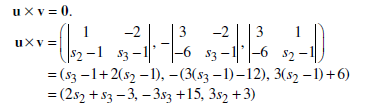 u × v = 0.
u × v = ( | 1 −2 ; s₂ − 1 s₃ − 1 |, − | 3 −2 ; −6 s₃ − 1 |, | 3 1 ; −6 s₂ − 1 | )
= (s₃ − 1 + 2(s₂ − 1), − (3(s₃ − 1) − 12), 3(s₂ − 1) + 6)
= (2s₂ + s₃ − 3, − 3s₃ + 15, 3s₂ + 3)